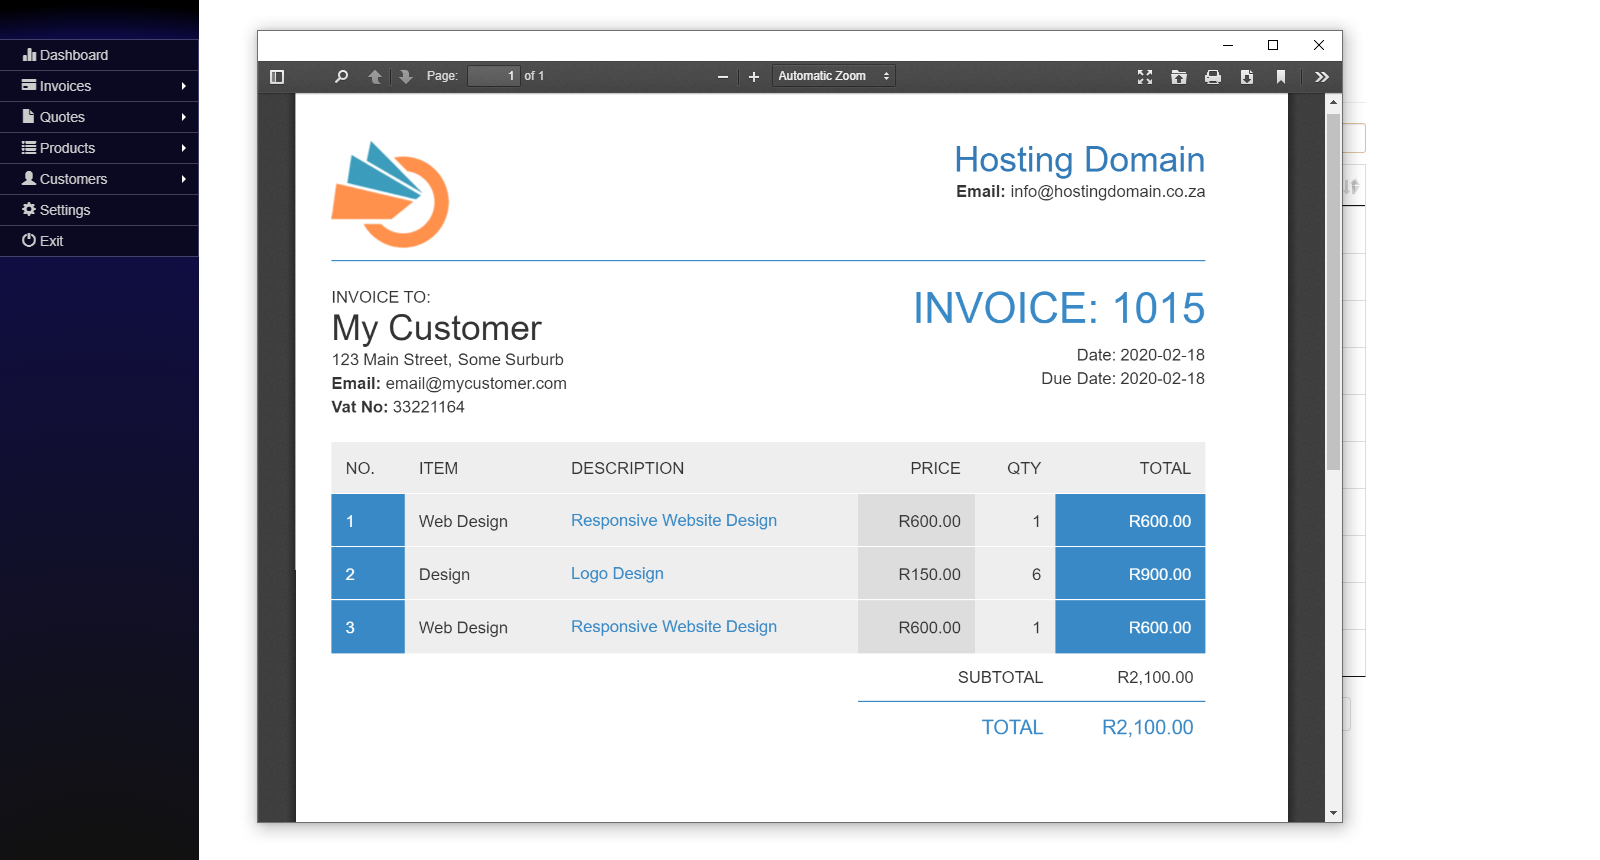 Dashboard
Invoices
Quotes
Products
Customers
Settings
Exit
Page: 1 of 1
Automatic Zoom
Hosting Domain
Email: info@hostingdomain.co.za
INVOICE TO:
My Customer
123 Main Street, Some Surburb
Email: email@mycustomer.com
Vat No: 33221164
INVOICE: 1015
Date: 2020-02-18
Due Date: 2020-02-18
NO. ITEM DESCRIPTION PRICE QTY TOTAL
1 Web Design Responsive Website Design R600.00 1 R600.00
2 Design Logo Design R150.00 6 R900.00
3 Web Design Responsive Website Design R600.00 1 R600.00
SUBTOTAL R2,100.00
TOTAL R2,100.00